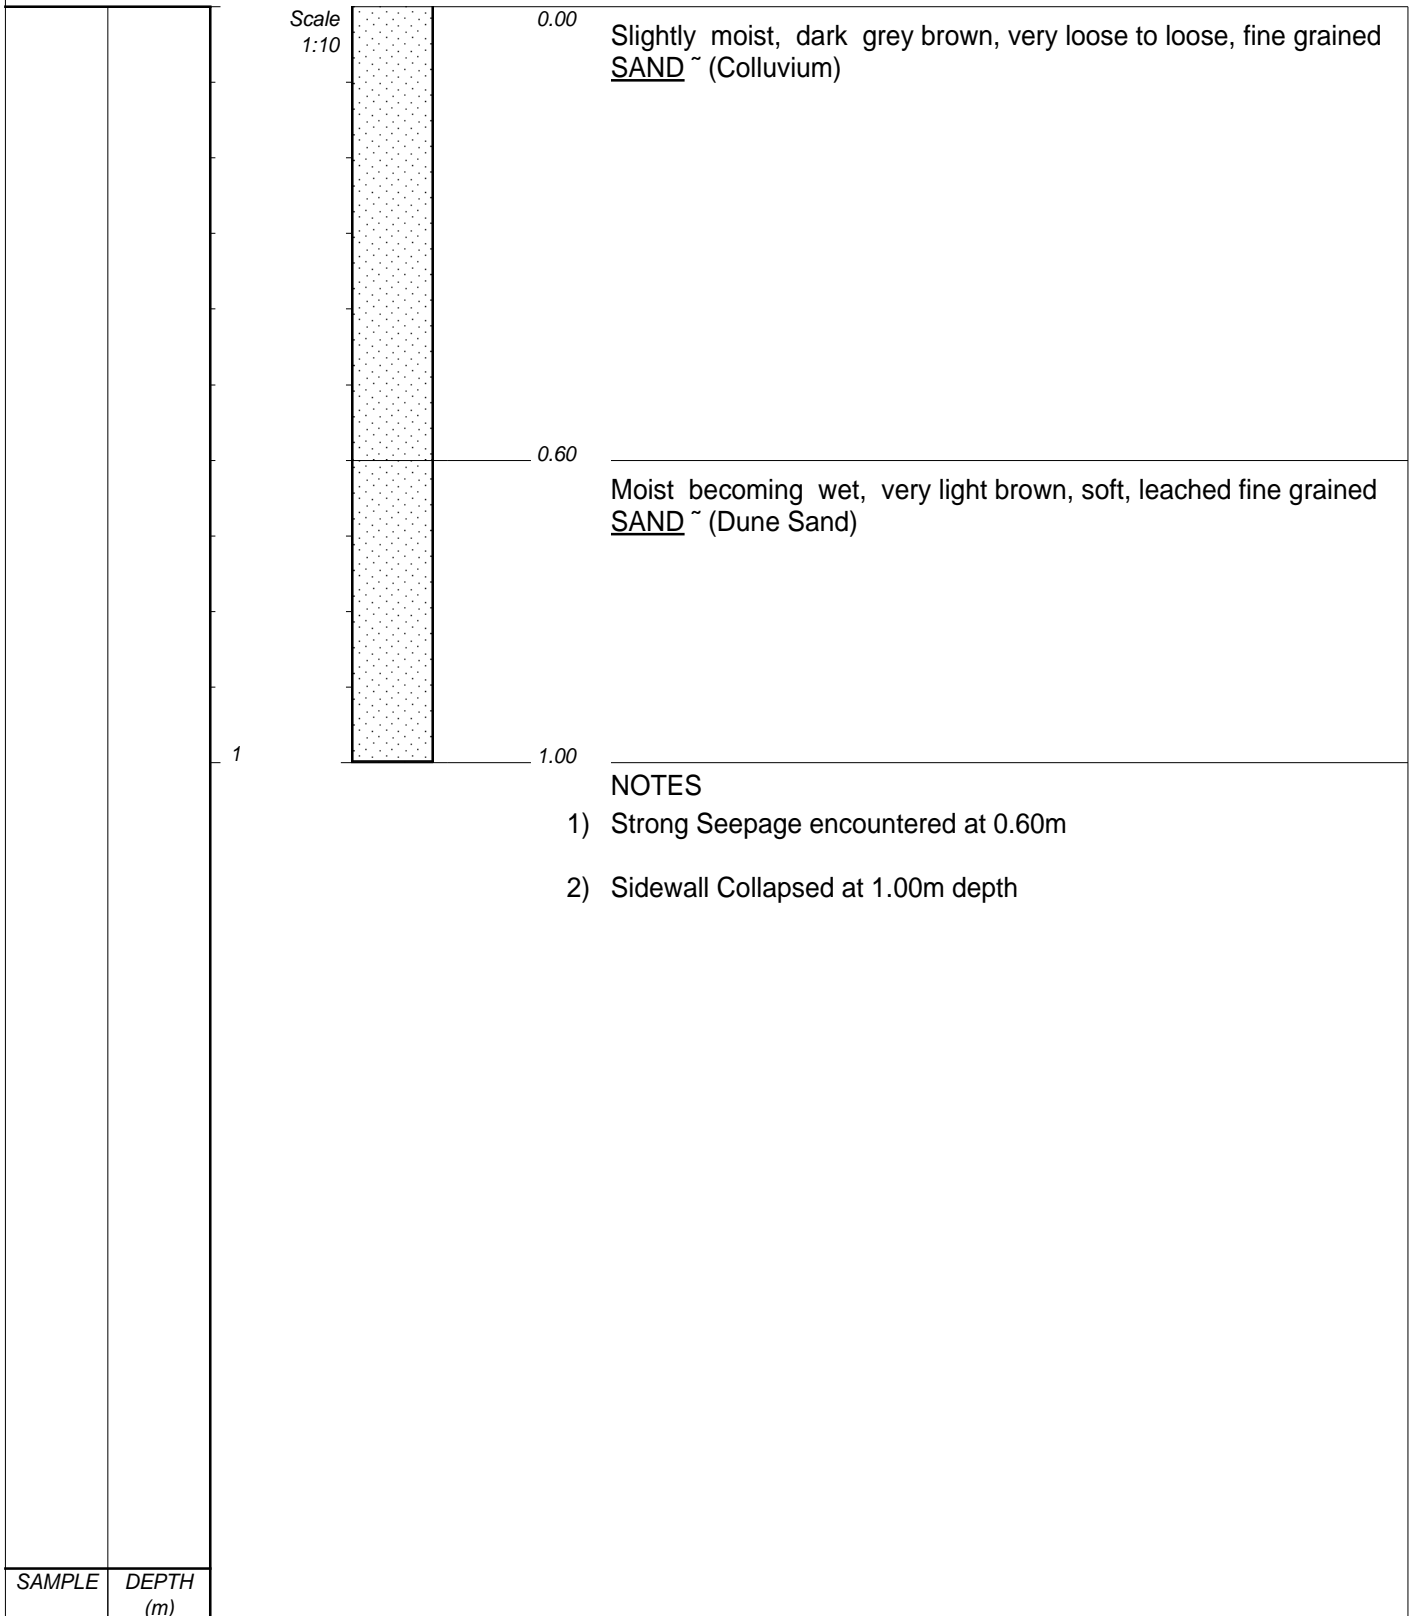 Scale
1:10
0.00
Slightly moist, dark grey brown, very loose to loose, fine grained
SAND ˜ (Colluvium)
0.60
Moist becoming wet, very light brown, soft, leached fine grained
SAND ˜ (Dune Sand)
1
1.00
NOTES
1) Strong Seepage encountered at 0.60m
2) Sidewall Collapsed at 1.00m depth
SAMPLE DEPTH
(m)